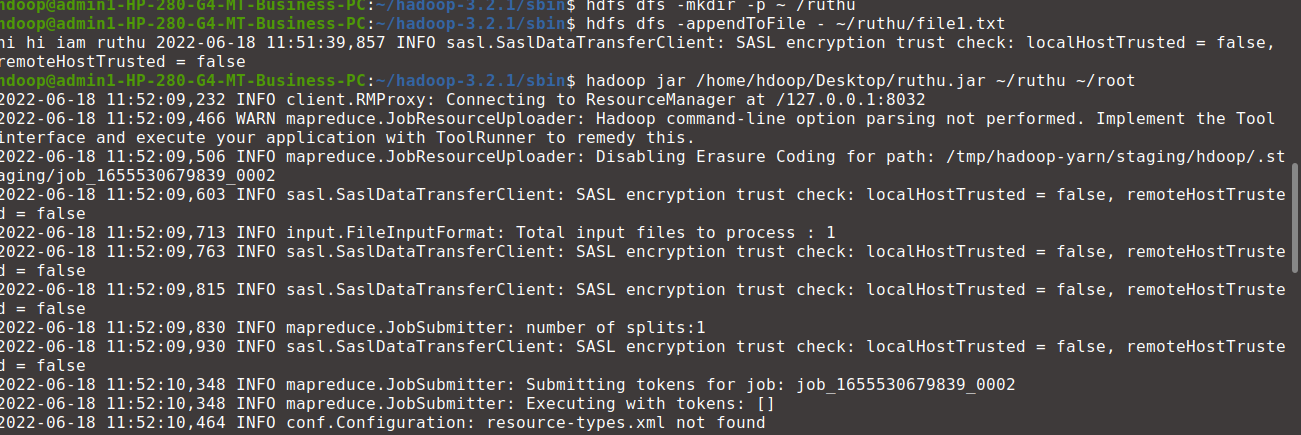 hdoop@admin1-HP-280-G4-MT-Business-PC:~/hadoop-3.2.1/sbin$ hdfs dfs -mkdir -p ~ /ruthu
hdoop@admin1-HP-280-G4-MT-Business-PC:~/hadoop-3.2.1/sbin$ hdfs dfs -appendToFile - ~/ruthu/file1.txt
hi hi iam ruthu 2022-06-18 11:51:39,857 INFO sasl.SaslDataTransferClient: SASL encryption trust check: localHostTrusted = false,
remoteHostTrusted = false
hdoop@admin1-HP-280-G4-MT-Business-PC:~/hadoop-3.2.1/sbin$ hadoop jar /home/hdoop/Desktop/ruthu.jar ~/ruthu ~/root
2022-06-18 11:52:09,232 INFO client.RMProxy: Connecting to ResourceManager at /127.0.0.1:8032
2022-06-18 11:52:09,466 WARN mapreduce.JobResourceUploader: Hadoop command-line option parsing not performed. Implement the Tool
interface and execute your application with ToolRunner to remedy this.
2022-06-18 11:52:09,506 INFO mapreduce.JobResourceUploader: Disabling Erasure Coding for path: /tmp/hadoop-yarn/staging/hdoop/.st
aging/job_1655530679839_0002
2022-06-18 11:52:09,603 INFO sasl.SaslDataTransferClient: SASL encryption trust check: localHostTrusted = false, remoteHostTruste
d = false
2022-06-18 11:52:09,713 INFO input.FileInputFormat: Total input files to process : 1
2022-06-18 11:52:09,763 INFO sasl.SaslDataTransferClient: SASL encryption trust check: localHostTrusted = false, remoteHostTruste
d = false
2022-06-18 11:52:09,815 INFO sasl.SaslDataTransferClient: SASL encryption trust check: localHostTrusted = false, remoteHostTruste
d = false
2022-06-18 11:52:09,830 INFO mapreduce.JobSubmitter: number of splits:1
2022-06-18 11:52:09,930 INFO sasl.SaslDataTransferClient: SASL encryption trust check: localHostTrusted = false, remoteHostTruste
d = false
2022-06-18 11:52:10,348 INFO mapreduce.JobSubmitter: Submitting tokens for job: job_1655530679839_0002
2022-06-18 11:52:10,348 INFO mapreduce.JobSubmitter: Executing with tokens: []
2022-06-18 11:52:10,464 INFO conf.Configuration: resource-types.xml not found